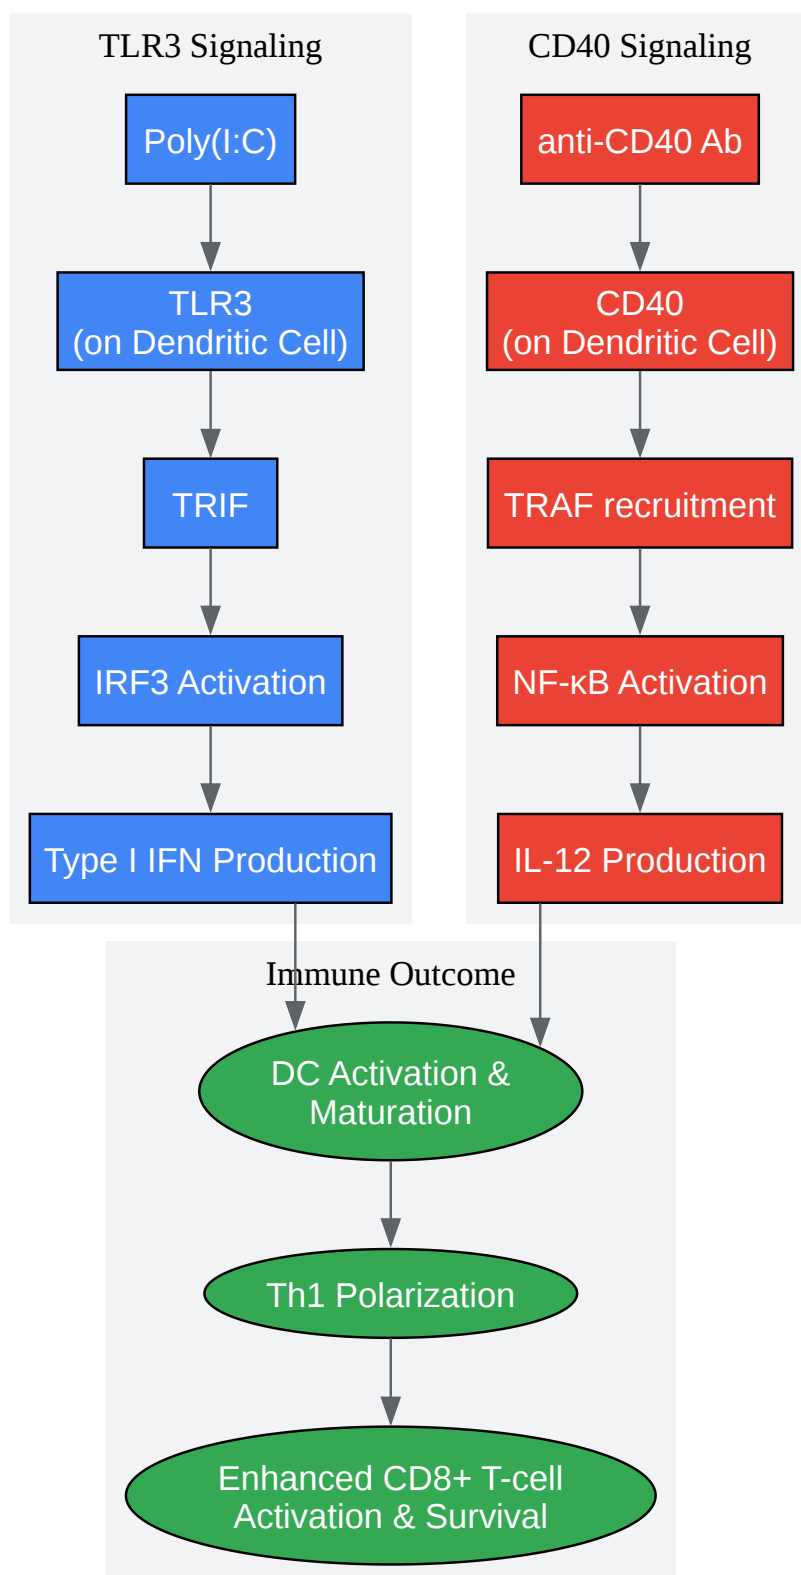 TLR3 Signaling
Poly(I:C)
TLR3
(on Dendritic Cell)
TRIF
IRF3 Activation
Type I IFN Production
CD40 Signaling
anti-CD40 Ab
CD40
(on Dendritic Cell)
TRAF recruitment
NF-κB Activation
IL-12 Production
Immune Outcome
DC Activation &
Maturation
Th1 Polarization
Enhanced CD8+ T-cell
Activation & Survival